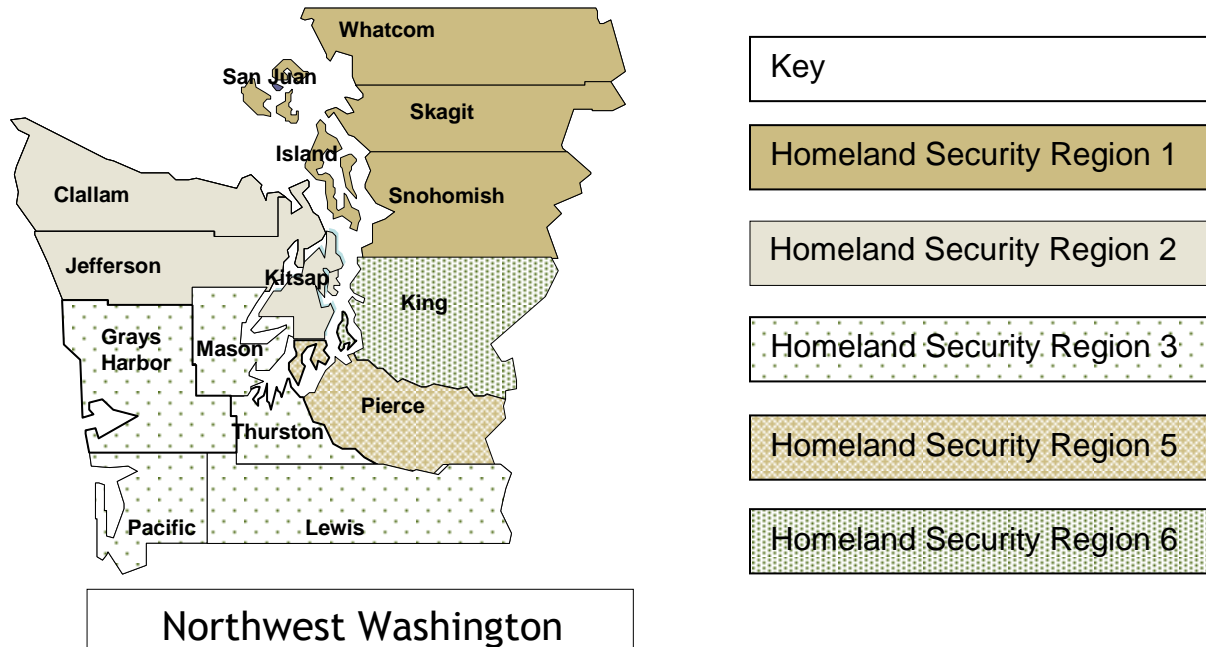 Whatcom
San Juan
Skagit
Island
Clallam
Snohomish
Jefferson
Kitsap
King
Grays
Harbor
Mason
Pierce
Thurston
Pacific
Lewis
Northwest Washington
Key
Homeland Security Region 1
Homeland Security Region 2
Homeland Security Region 3
Homeland Security Region 5
Homeland Security Region 6